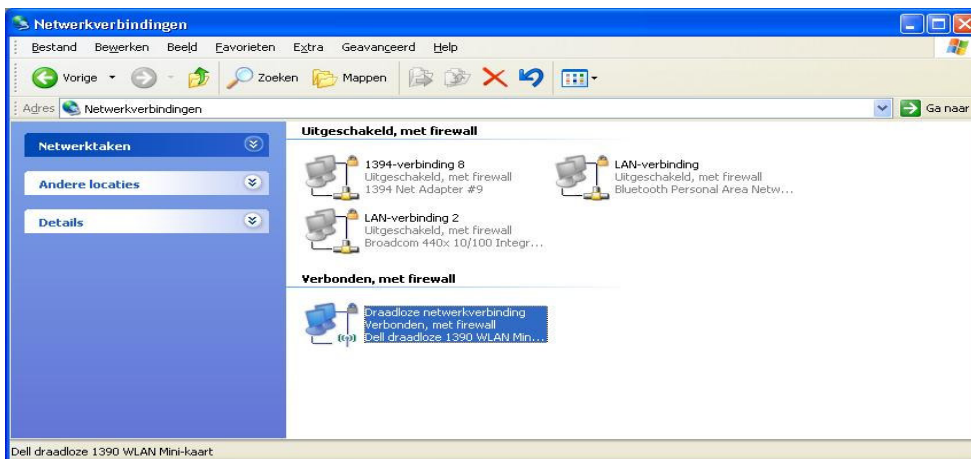 Netwerkverbindingen
Bestand Bewerken Beeld Favorieten Extra Geavanceerd Help
Vorige Zoeken Mappen
Adres Netwerkverbindingen Ga naar
Netwerktaken
Andere locaties
Details
Uitgeschakeld, met firewall
1394-verbinding 8
Uitgeschakeld, met firewall
1394 Net Adapter #9
LAN-verbinding
Uitgeschakeld, met firewall
Bluetooth Personal Area Netw...
LAN-verbinding 2
Uitgeschakeld, met firewall
Broadcom 440x 10/100 Integr...
Verbonden, met firewall
Draadloze netwerkverbinding
Verbonden, met firewall
Dell draadloze 1390 WLAN Min...
Dell draadloze 1390 WLAN Mini-kaart